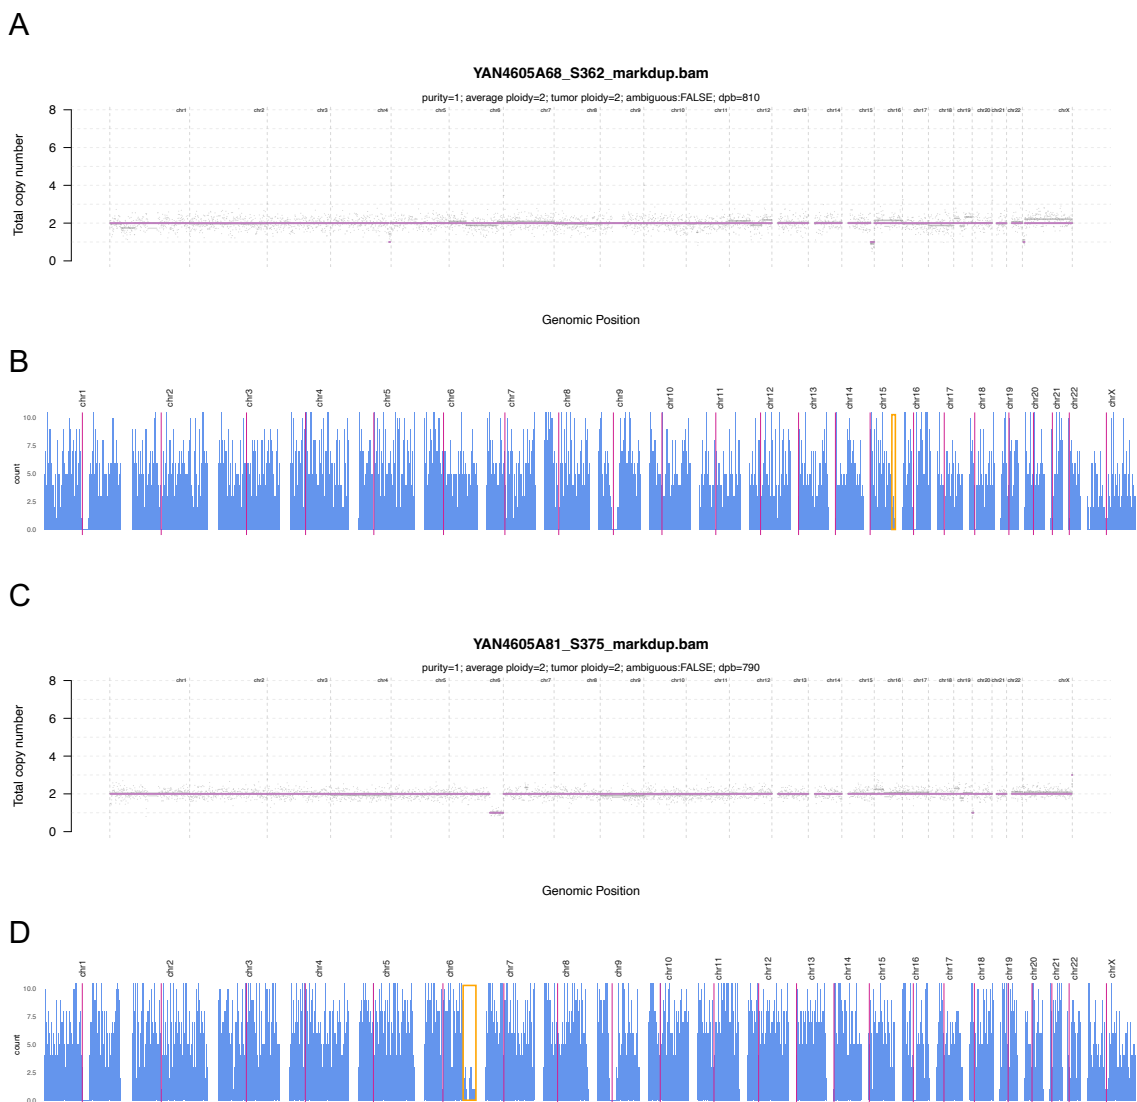 A
YAN4605A68_S362_markdup.bam
purity=1; average ploidy=2; tumor ploidy=2; ambiguous:FALSE; dpb=810
chr1 chr2 chr3 chr4 chr5 chr6 chr7 chr8 chr9 chr10 chr11 chr12 chr13 chr14 chr15 chr16 chr17 chr18 chr19 chr20 chr21 chr22 chrX
8
6
4
2
0
Total copy number
Genomic Position
B
chr1 chr2 chr3 chr4 chr5 chr6 chr7 chr8 chr9 chr10 chr11 chr12 chr13 chr14 chr15 chr16 chr17 chr18 chr19 chr20 chr21 chr22 chrX
10.0
7.5
5.0
2.5
0.0
count
C
YAN4605A81_S375_markdup.bam
purity=1; average ploidy=2; tumor ploidy=2; ambiguous:FALSE; dpb=790
chr1 chr2 chr3 chr4 chr5 chr6 chr7 chr8 chr9 chr10 chr11 chr12 chr13 chr14 chr15 chr16 chr17 chr18 chr19 chr20 chr21 chr22 chrX
8
6
4
2
0
Total copy number
Genomic Position
D
chr1 chr2 chr3 chr4 chr5 chr6 chr7 chr8 chr9 chr10 chr11 chr12 chr13 chr14 chr15 chr16 chr17 chr18 chr19 chr20 chr21 chr22 chrX
10.0
7.5
5.0
2.5
0.0
count